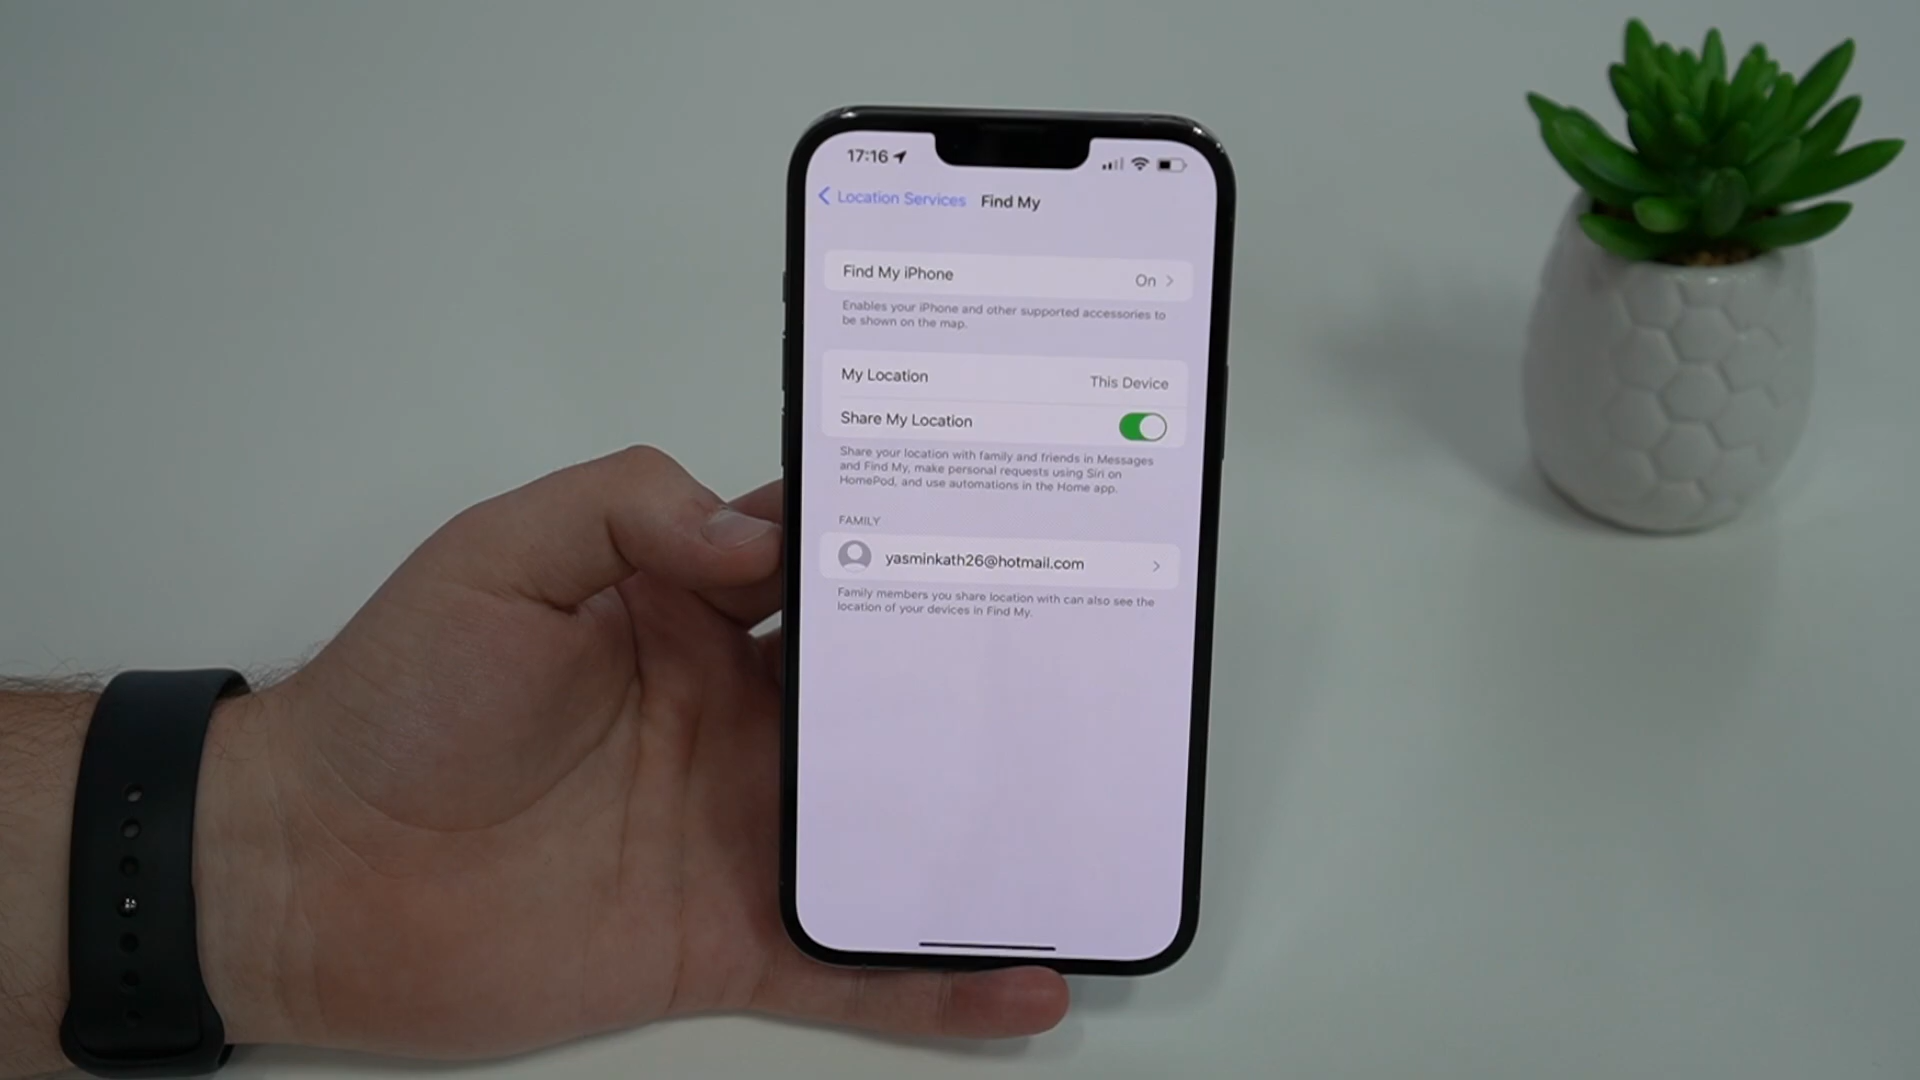 17:16
Location Services Find My
Find My iPhone On
Enables your iPhone and other supported accessories to
be shown on the map.
My Location This Device
Share My Location
Share your location with family and friends in Messages
and Find My, make personal requests using Siri on
HomePod, and use automations in the Home app.
FAMILY
yasminkath26@hotmail.com
Family members you share location with can also see the
location of your devices in Find My.